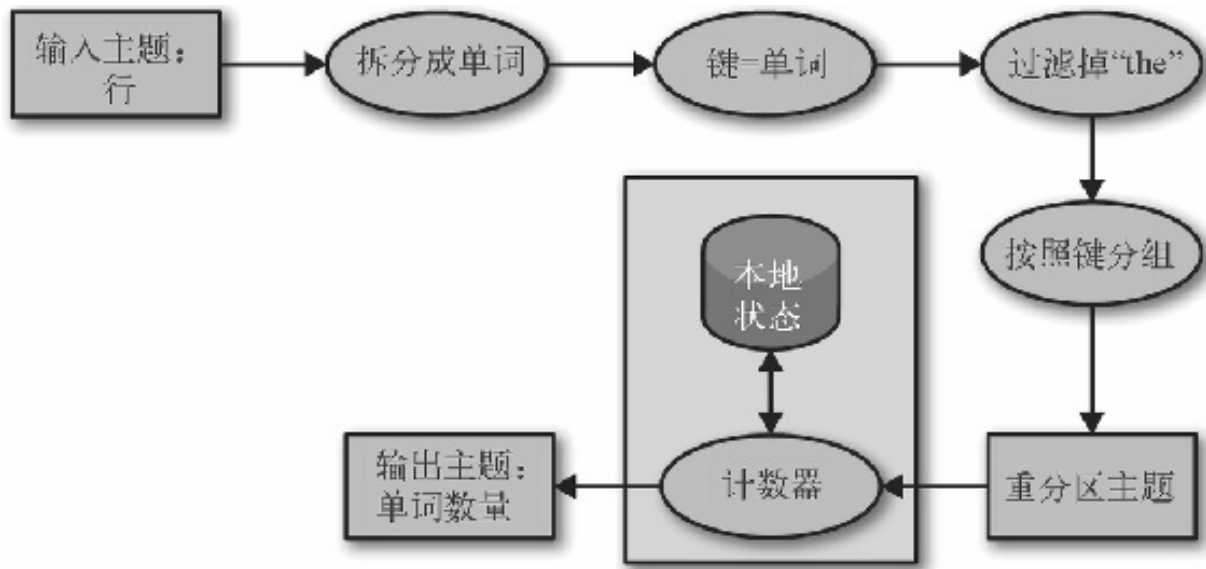 输入主题：
行
拆分成单词
键=单词
过滤掉“the”
按照键分组
本地
状态
输出主题：
单词数量
计数器
重分区主题